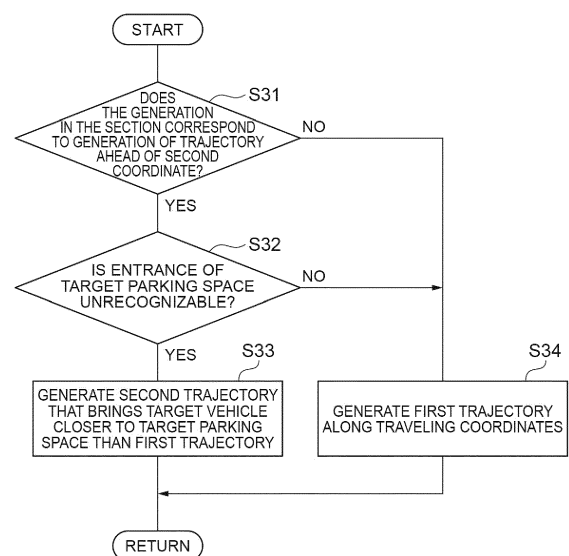 START
S31
DOES
THE GENERATION
IN THE SECTION CORRESPOND
TO GENERATION OF TRAJECTORY
AHEAD OF SECOND
COORDINATE?
NO
YES
S32
IS ENTRANCE OF
TARGET PARKING SPACE
UNRECOGNIZABLE?
NO
YES
S33
GENERATE SECOND TRAJECTORY
THAT BRINGS TARGET VEHICLE
CLOSER TO TARGET PARKING
SPACE THAN FIRST TRAJECTORY
S34
GENERATE FIRST TRAJECTORY
ALONG TRAVELING COORDINATES
RETURN